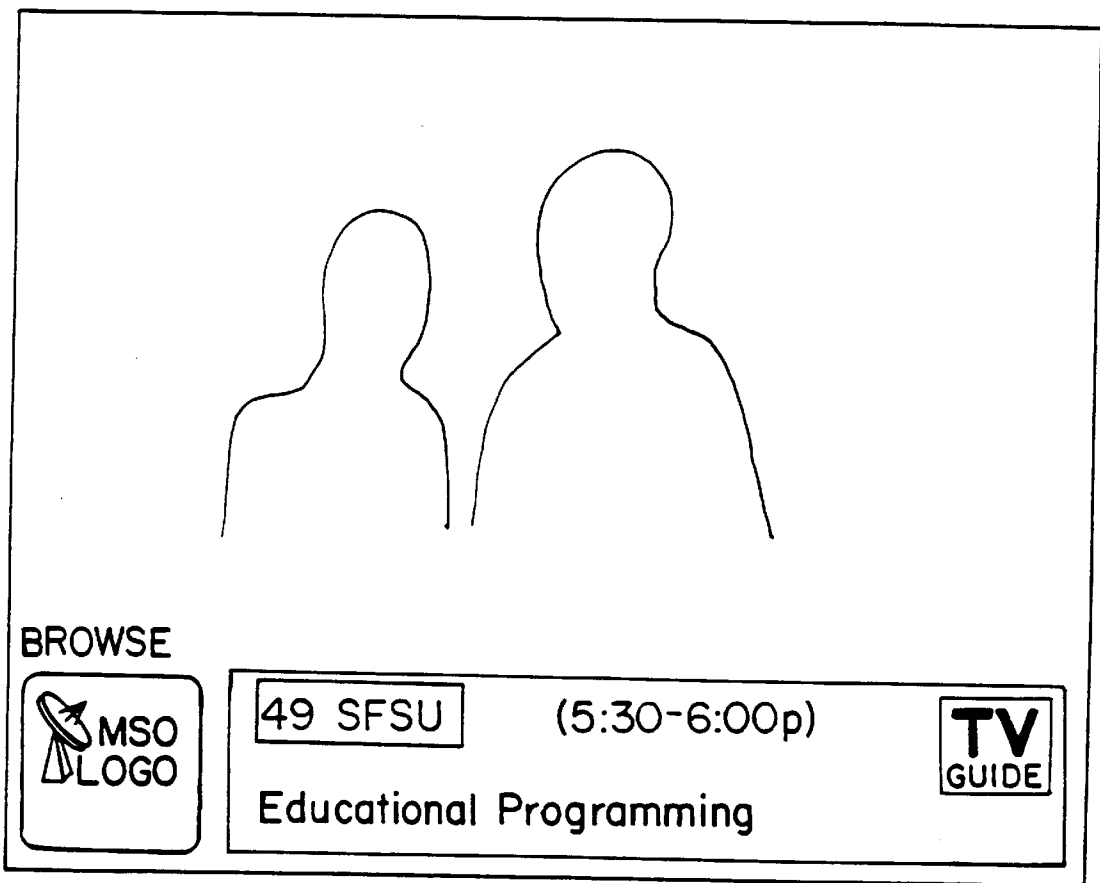 BROWSE
MSO
LOGO
49 SFSU (5:30-6:00p)
Educational Programming
TV
GUIDE